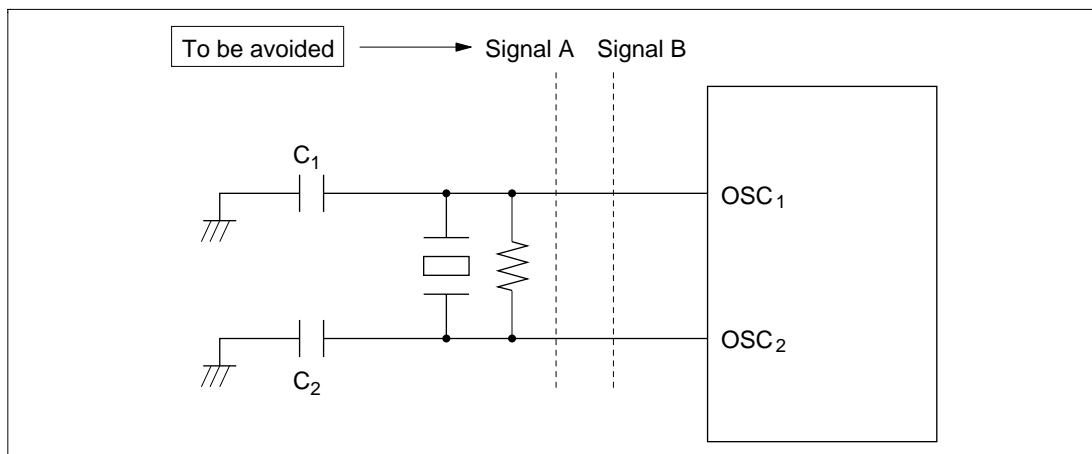 To be avoided Signal A Signal B
C1
OSC1
OSC2
C2